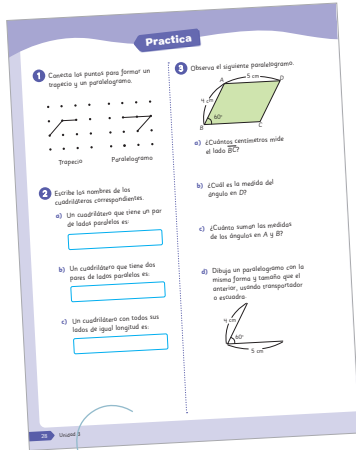 Practica
1 Conecta los puntos para formar un
trapecio y un paralelogramo.
Trapecio Paralelogramo
2 Escribe los nombres de los
cuadriláteros correspondientes.
a) Un cuadrilátero que tiene un par
de lados paralelos es:
b) Un cuadrilátero que tiene dos
pares de lados paralelos es:
c) Un cuadrilátero con todos sus
lados de igual longitud es:
3 Observa el siguiente paralelogramo.
A 5 cm D
4 cm
60°
B C
a) ¿Cuántos centímetros mide
el lado BC?
b) ¿Cuál es la medida del
ángulo en D?
c) ¿Cuánto suman las medidas
de los ángulos en A y B?
d) Dibuja un paralelogramo con la
misma forma y tamaño que el
anterior, usando transportador
o escuadra.
4 cm
60°
5 cm
Unidad